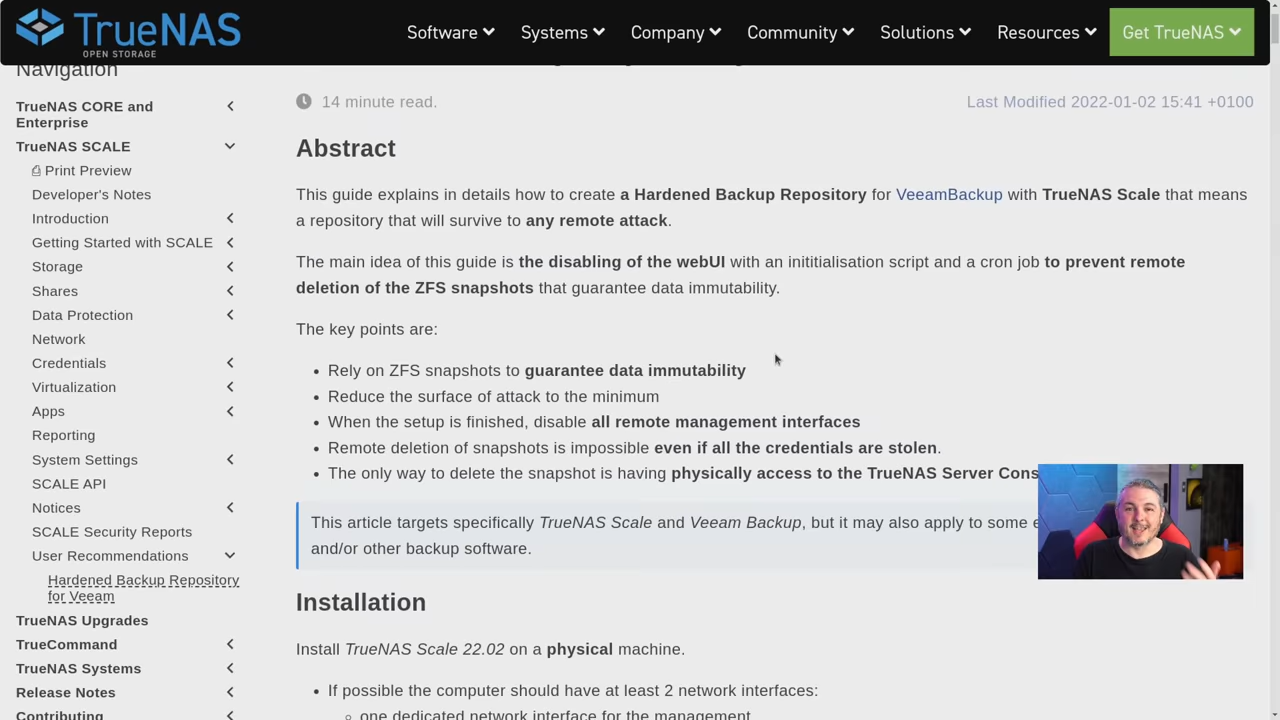 TrueNAS
OPEN STORAGE
Software
Systems
Company
Community
Solutions
Resources
Get TrueNAS
Navigation
TrueNAS CORE and
Enterprise
TrueNAS SCALE
Print Preview
Developer's Notes
Introduction
Getting Started with SCALE
Storage
Shares
Data Protection
Network
Credentials
Virtualization
Apps
Reporting
System Settings
SCALE API
Notices
SCALE Security Reports
User Recommendations
Hardened Backup Repository
for Veeam
TrueNAS Upgrades
TrueCommand
TrueNAS Systems
Release Notes
Contributing
14 minute read.
Last Modified 2022-01-02 15:41 +0100
Abstract
This guide explains in details how to create a Hardened Backup Repository for VeeamBackup with TrueNAS Scale that means
a repository that will survive to any remote attack.
The main idea of this guide is the disabling of the webUI with an inititialisation script and a cron job to prevent remote
deletion of the ZFS snapshots that guarantee data immutability.
The key points are:
• Rely on ZFS snapshots to guarantee data immutability
• Reduce the surface of attack to the minimum
• When the setup is finished, disable all remote management interfaces
• Remote deletion of snapshots is impossible even if all the credentials are stolen.
• The only way to delete the snapshot is having physically access to the TrueNAS Server Cons
This article targets specifically TrueNAS Scale and Veeam Backup, but it may also apply to some e
and/or other backup software.
Installation
Install TrueNAS Scale 22.02 on a physical machine.
• If possible the computer should have at least 2 network interfaces:
one dedicated network interface for the management